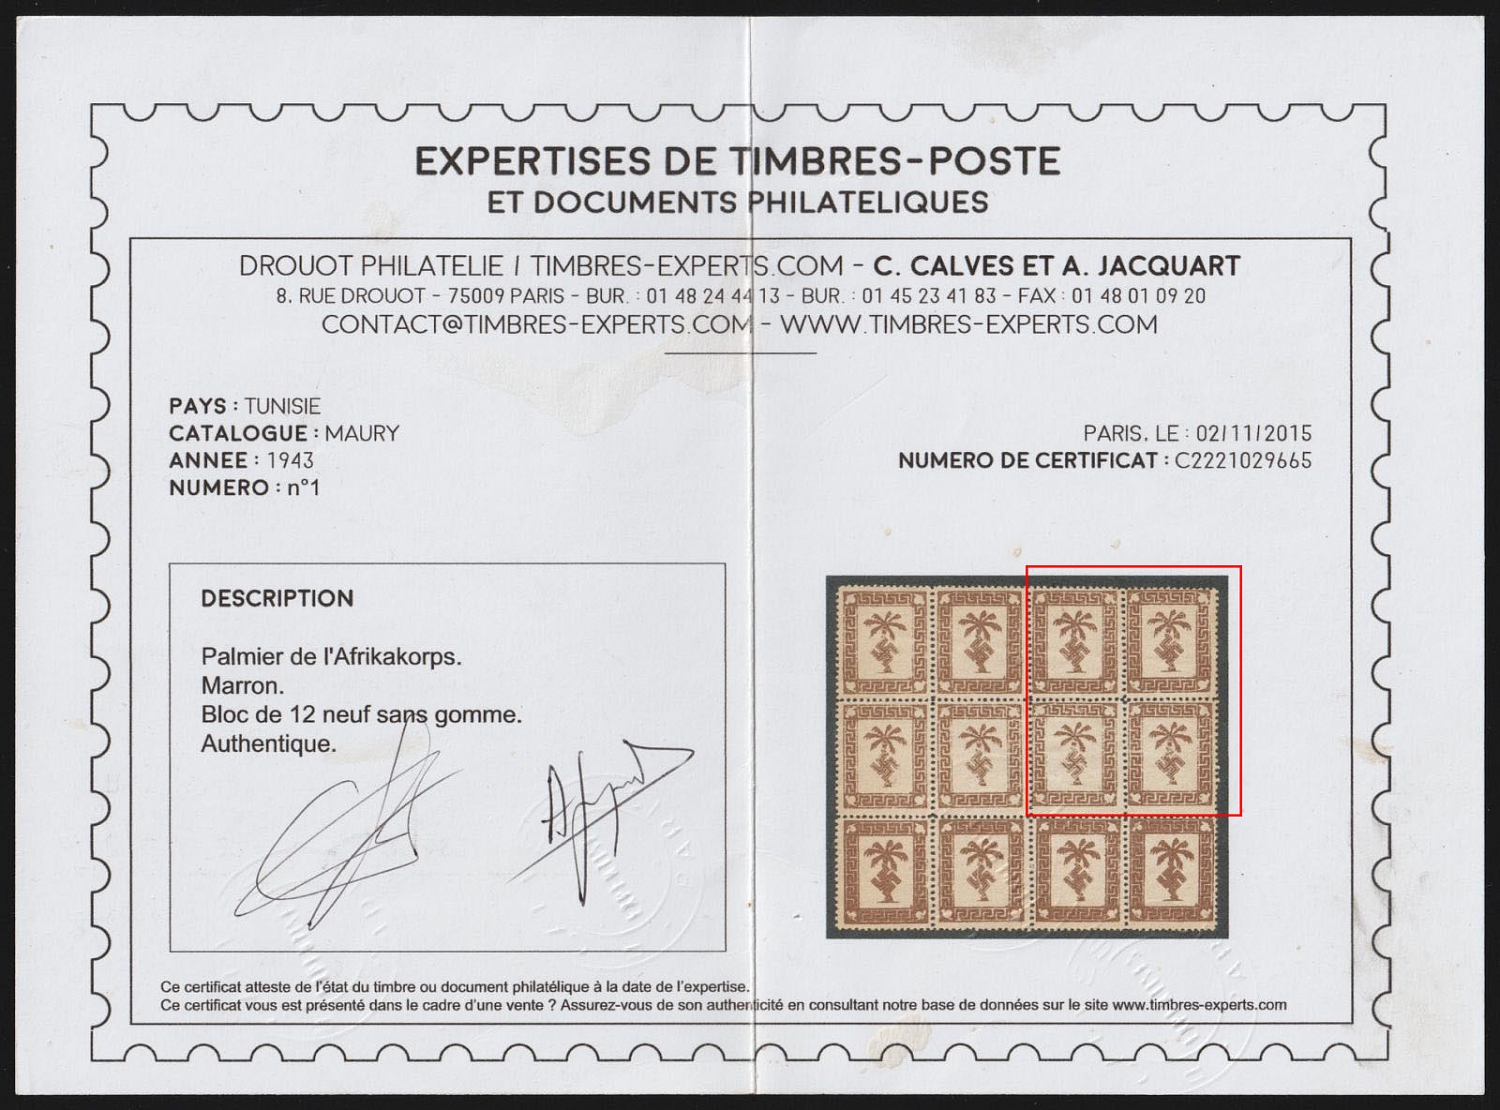 EXPERTISES DE TIMBRES-POSTE
ET DOCUMENTS PHILATELIQUES
DROUOT PHILATELIE / TIMBRES-EXPERTS.COM - C. CALVES ET A. JACQUART
8, RUE DROUOT - 75009 PARIS - BUR. : 01 48 24 44 13 - BUR. : 01 45 23 41 83 - FAX : 01 48 01 09 20
CONTACT@TIMBRES-EXPERTS.COM - WWW.TIMBRES-EXPERTS.COM
PAYS : TUNISIE
CATALOGUE : MAURY
ANNEE : 1943
NUMERO : n°1
PARIS, LE : 02/11/2015
NUMERO DE CERTIFICAT : C2221029665
DESCRIPTION
Palmier de l'Afrikakorps.
Marron.
Bloc de 12 neuf sans gomme.
Authentique.
Ce certificat atteste de l'état du timbre ou document philatélique à la date de l'expertise.
Ce certificat vous est présenté dans le cadre d'une vente ? Assurez-vous de son authenticité en consultant notre base de données sur le site www.timbres-experts.com